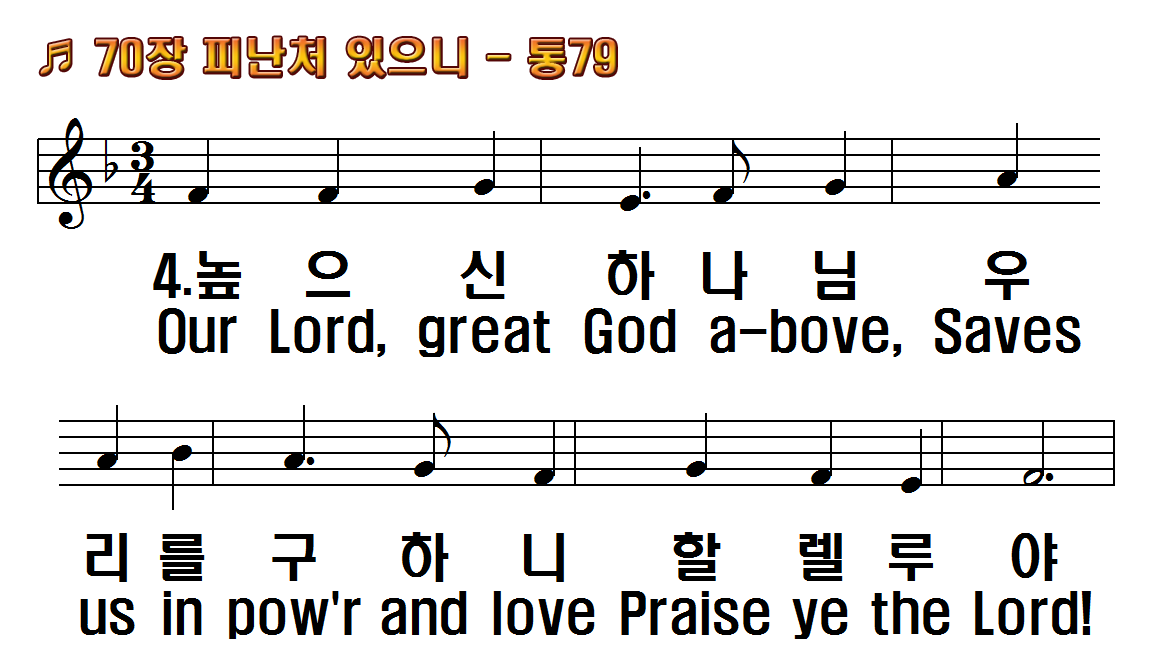 ♬ 70장 피난처 있으니 - 통79
3
4
4.높 으 신 하 나 님 우
Our Lord, great God a-bove, Saves
리 를 구 하 니 할 렐 루 야
us in pow'r and love Praise ye the Lord!